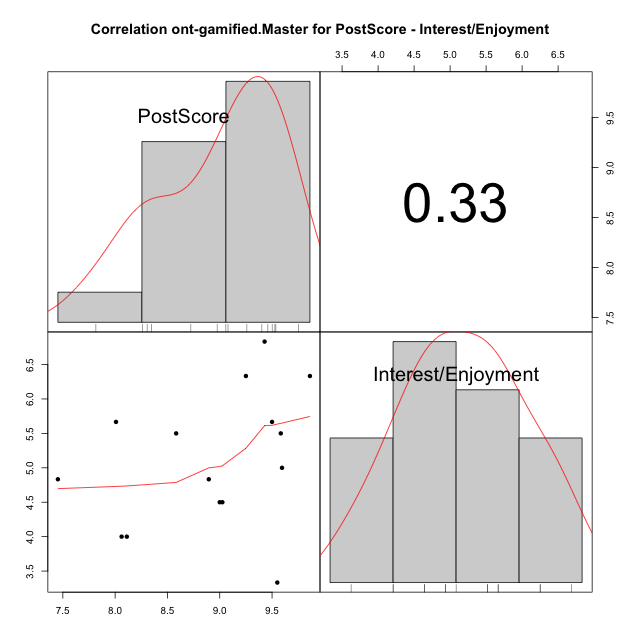 Correlation ont-gamified.Master for PostScore - Interest/Enjoyment
3.5 4.0 4.5 5.0 5.5 6.0 6.5
PostScore
0.33
9.5
9.0
8.5
8.0
7.5
Interest/Enjoyment
6.5
6.0
5.5
5.0
4.5
4.0
3.5
7.5 8.0 8.5 9.0 9.5